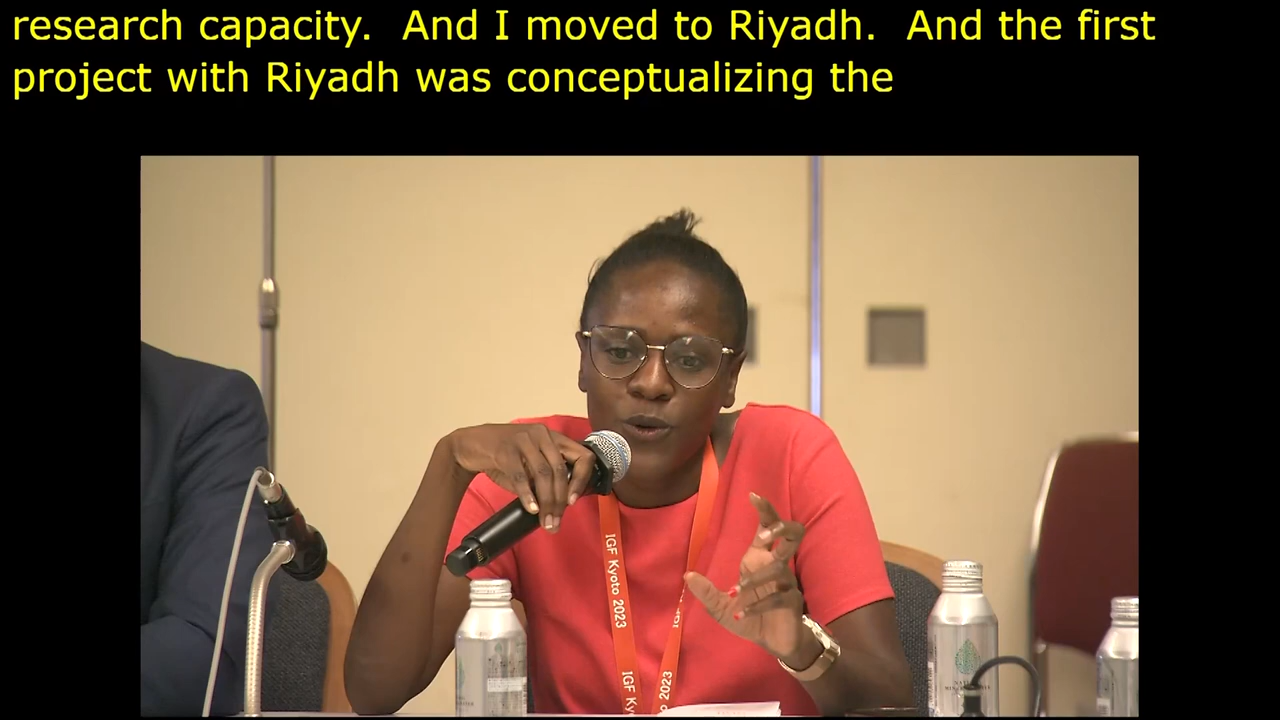 research capacity.  And I moved to Riyadh.  And the first
project with Riyadh was conceptualizing the
IGF Kyoto 2023
IGF Ky
2023